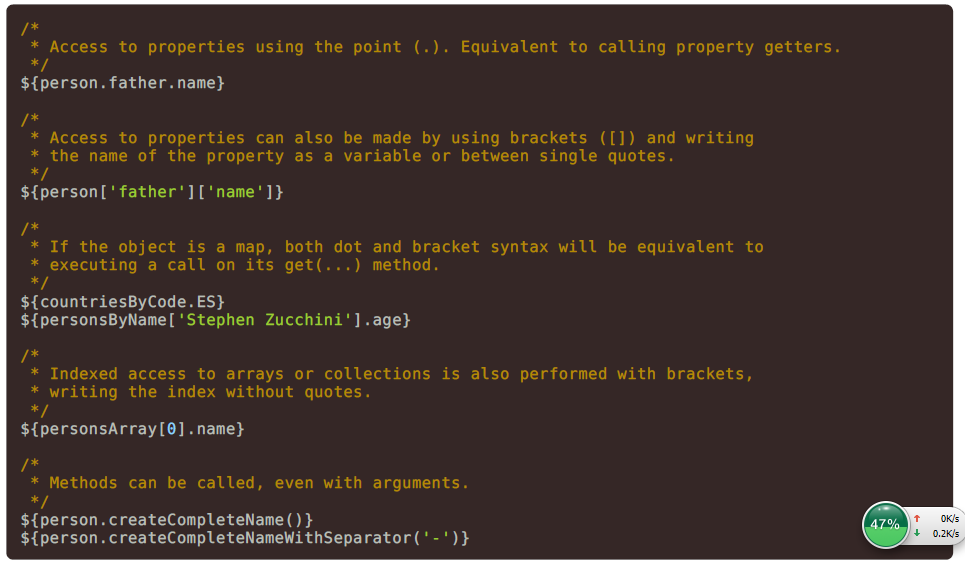 /*
 * Access to properties using the point (.). Equivalent to calling property getters.
 */
${person.father.name}
/*
 * Access to properties can also be made by using brackets ([]) and writing
 * the name of the property as a variable or between single quotes.
 */
${person['father']['name']}
/*
 * If the object is a map, both dot and bracket syntax will be equivalent to
 * executing a call on its get(...) method.
 */
${countriesByCode.ES}
${personsByName['Stephen Zucchini'].age}
/*
 * Indexed access to arrays or collections is also performed with brackets,
 * writing the index without quotes.
 */
${personsArray[0].name}
/*
 * Methods can be called, even with arguments.
 */
${person.createCompleteName()}
${person.createCompleteNameWithSeparator('-')}
47%
↑ 0K/s
↓ 0.2K/s